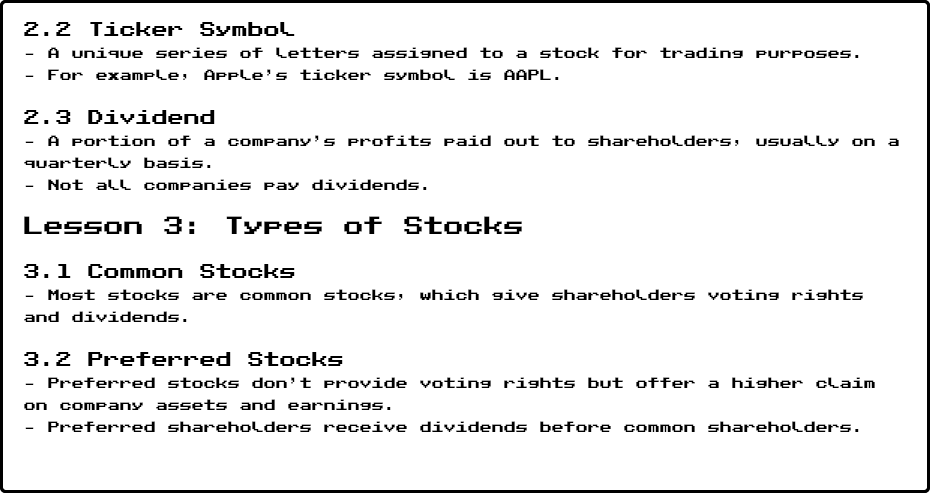 2.2 Ticker Symbol
- A unique series of letters assigned to a stock for trading purposes.
- For example, Apple's ticker symbol is AAPL.
2.3 Dividend
- A portion of a company's profits paid out to shareholders, usually on a
quarterly basis.
- Not all companies pay dividends.
Lesson 3: Types of Stocks
3.1 Common Stocks
- Most stocks are common stocks, which give shareholders voting rights
and dividends.
3.2 Preferred Stocks
- Preferred stocks don't provide voting rights but offer a higher claim
on company assets and earnings.
- Preferred shareholders receive dividends before common shareholders.